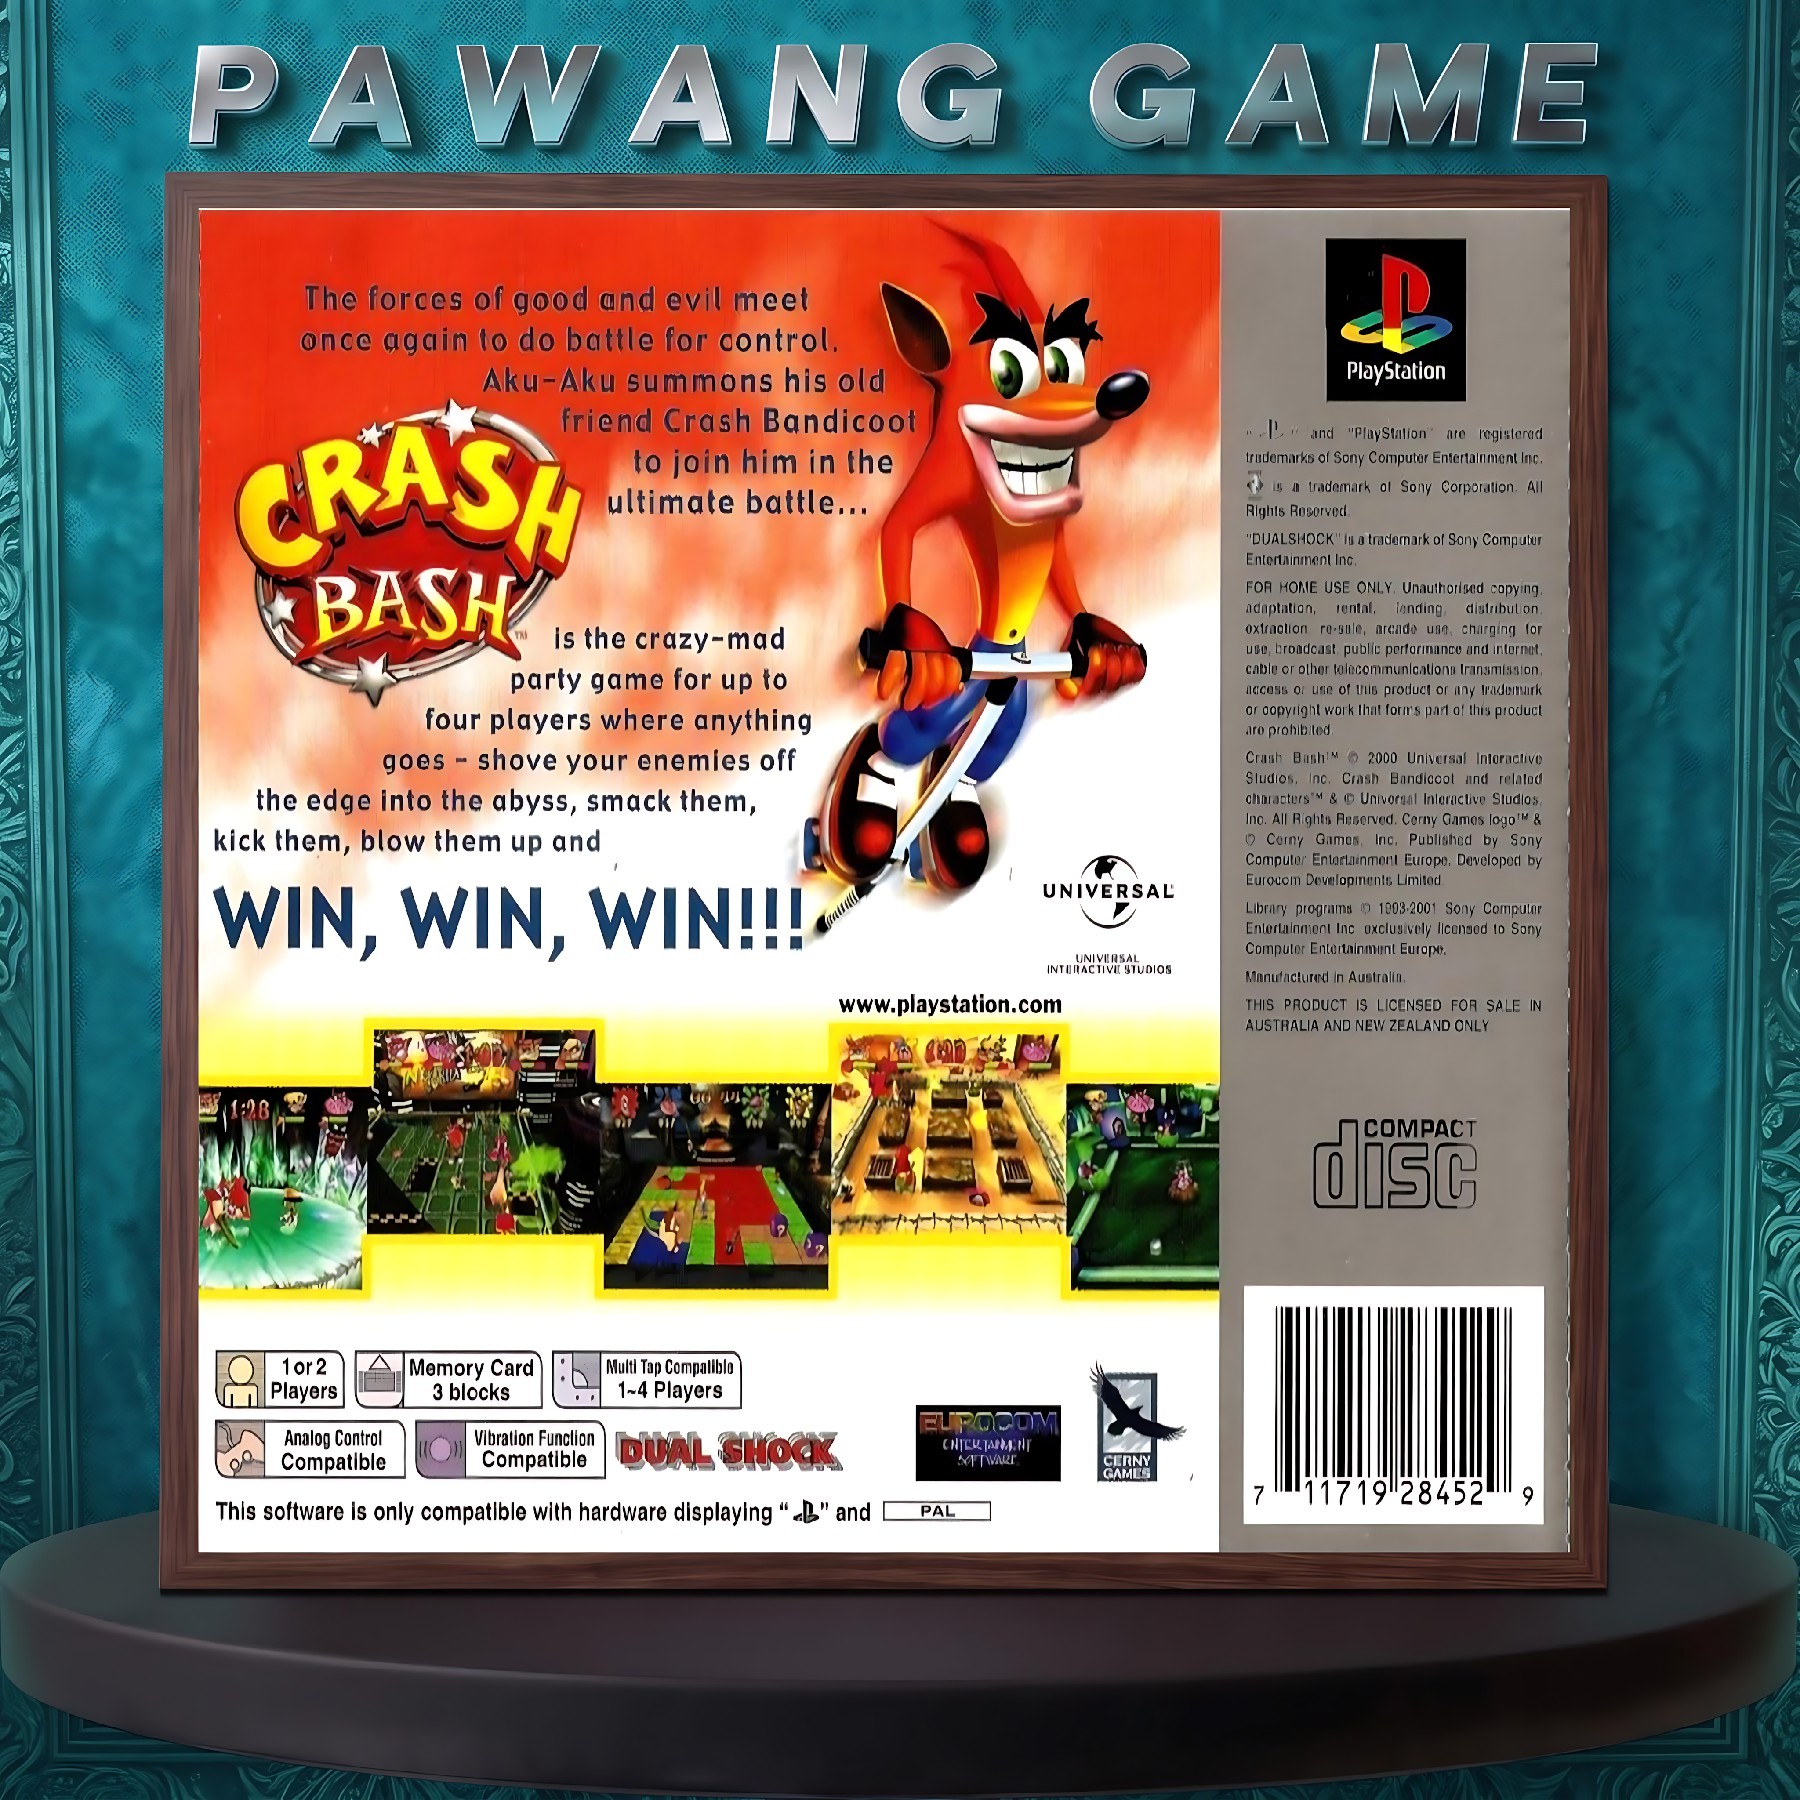 PAWANG GAME
The forces of good and evil meet
once again to do battle for control.
Aku-Aku summons his old
friend Crash Bandicoot
to join him in the
ultimate battle...
CRASH
BASH™
is the crazy-mad
party game for up to
four players where anything
goes - shove your enemies off
the edge into the abyss, smack them,
kick them, blow them up and
WIN, WIN, WIN!!!
UNIVERSAL
UNIVERSAL
INTERACTIVE STUDIOS
www.playstation.com
1:28
1 or 2
Players
Memory Card
3 blocks
Multi Tap Compatible
1~4 Players
Analog Control
Compatible
Vibration Function
Compatible
DUAL SHOCK
EUROCOM
ENTERTAINMENT
SOFTWARE
CERNY
GAMES
This software is only compatible with hardware displaying " " and PAL
PlayStation
" " and "PlayStation" are registered
trademarks of Sony Computer Entertainment Inc.
is a trademark of Sony Corporation. All
Rights Reserved.
"DUALSHOCK" is a trademark of Sony Computer
Entertainment Inc.
FOR HOME USE ONLY. Unauthorised copying,
adaptation, rental, lending, distribution,
extraction, re-sale, arcade use, charging for
use, broadcast, public performance and internet,
cable or other telecommunications transmission,
access or use of this product or any trademark
or copyright work that forms part of this product
are prohibited.
Crash Bash™ © 2000 Universal Interactive
Studios, Inc. Crash Bandicoot and related
characters™ & © Universal Interactive Studios,
Inc. All Rights Reserved. Cerny Games logo™ &
© Cerny Games, Inc. Published by Sony
Computer Entertainment Europe. Developed by
Eurocom Developments Limited.
Library programs © 1993-2001 Sony Computer
Entertainment Inc. exclusively licensed to Sony
Computer Entertainment Europe.
Manufactured in Australia.
THIS PRODUCT IS LICENSED FOR SALE IN
AUSTRALIA AND NEW ZEALAND ONLY
COMPACT
disc
7 11719 28452 9